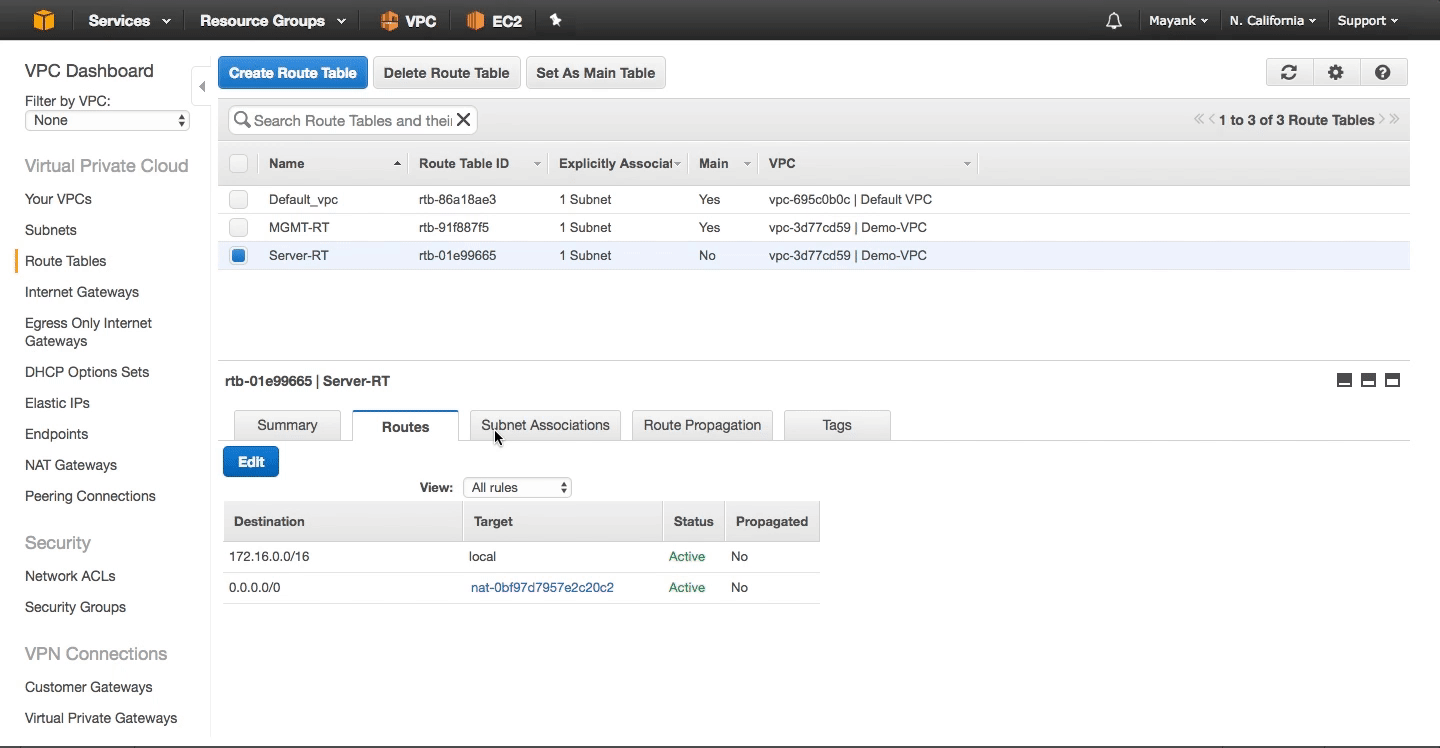 Services Resource Groups VPC EC2 Mayank N. California Support
VPC Dashboard
Filter by VPC:
None
Virtual Private Cloud
Your VPCs
Subnets
Route Tables
Internet Gateways
Egress Only Internet
Gateways
DHCP Options Sets
Elastic IPs
Endpoints
NAT Gateways
Peering Connections
Security
Network ACLs
Security Groups
VPN Connections
Customer Gateways
Virtual Private Gateways
Create Route Table Delete Route Table Set As Main Table
Search Route Tables and thei 1 to 3 of 3 Route Tables
Name Route Table ID Explicitly Associat Main VPC
Default_vpc rtb-86a18ae3 1 Subnet Yes vpc-695c0b0c | Default VPC
MGMT-RT rtb-91f887f5 1 Subnet Yes vpc-3d77cd59 | Demo-VPC
Server-RT rtb-01e99665 1 Subnet No vpc-3d77cd59 | Demo-VPC
rtb-01e99665 | Server-RT
Summary Routes Subnet Associations Route Propagation Tags
Edit
View: All rules
Destination Target Status Propagated
172.16.0.0/16 local Active No
0.0.0.0/0 nat-0bf97d7957e2c20c2 Active No